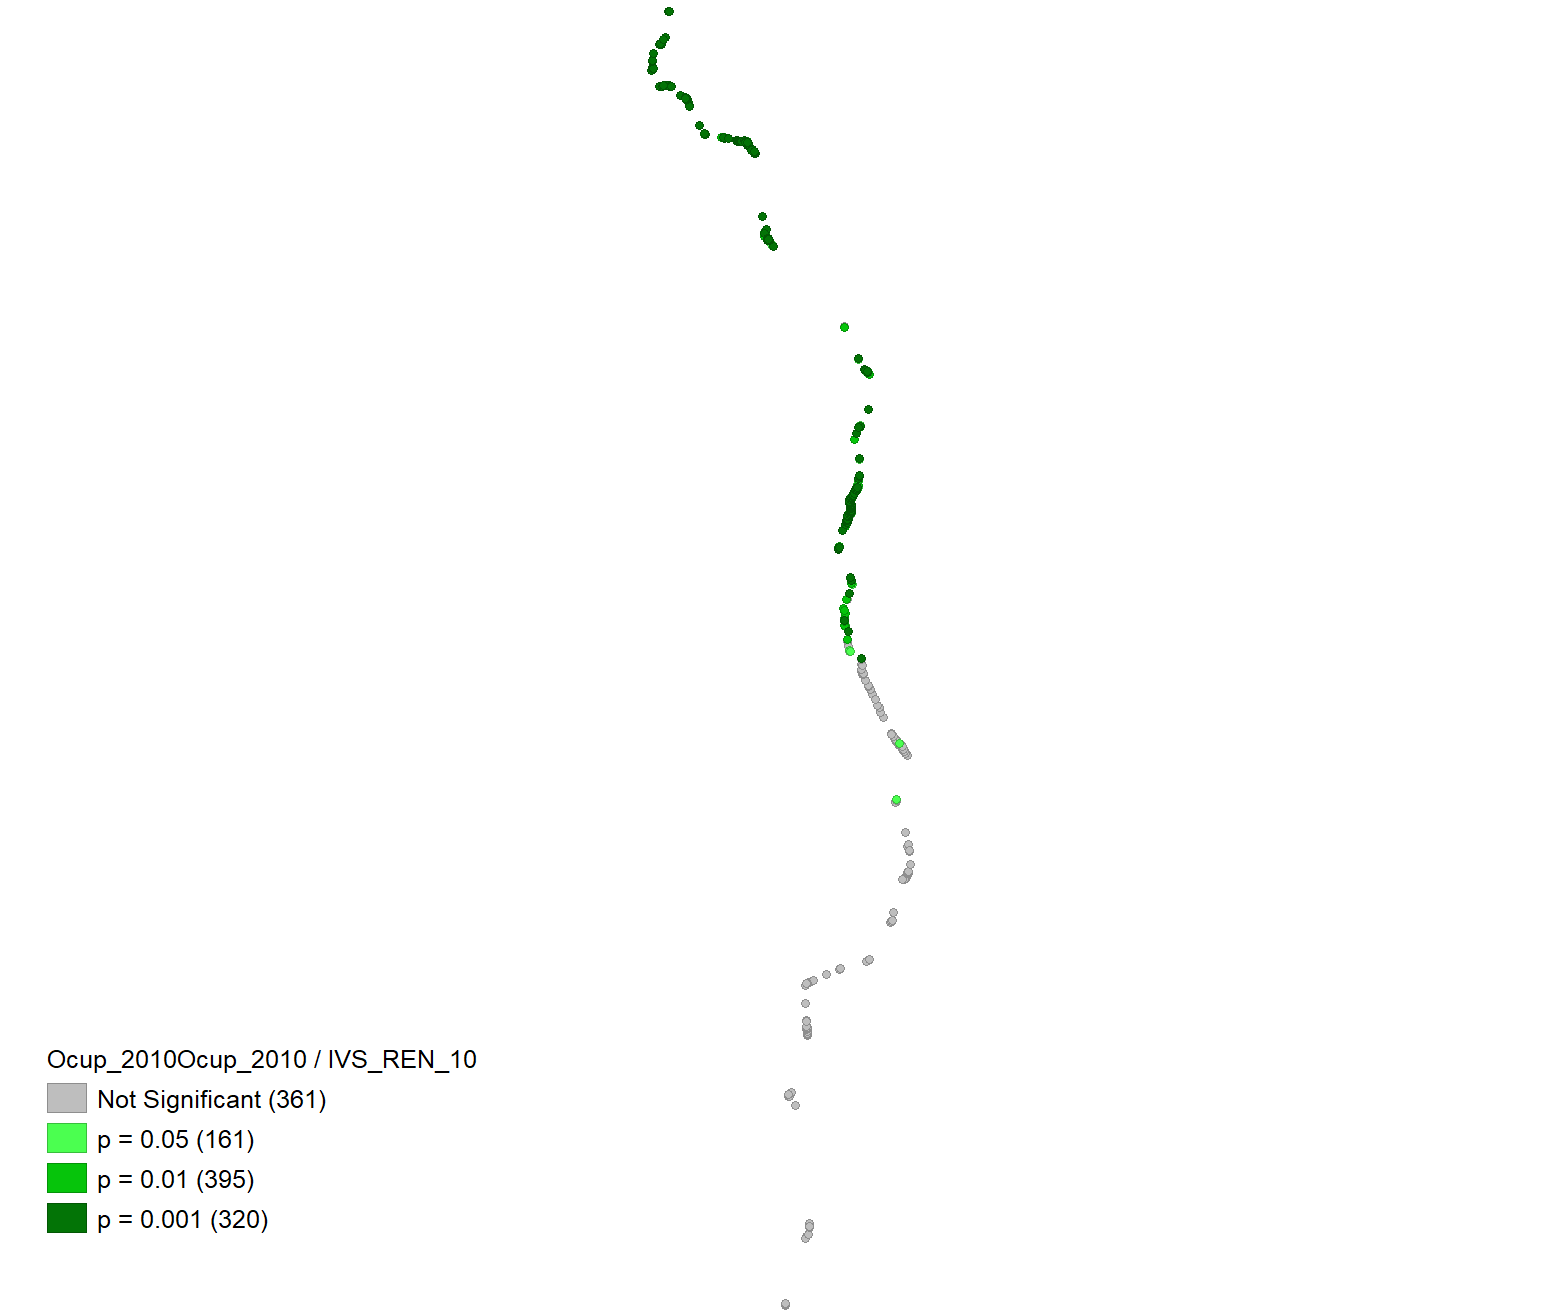 Ocup_2010Ocup_2010 / IVS_REN_10
Not Significant (361)
p = 0.05 (161)
p = 0.01 (395)
p = 0.001 (320)